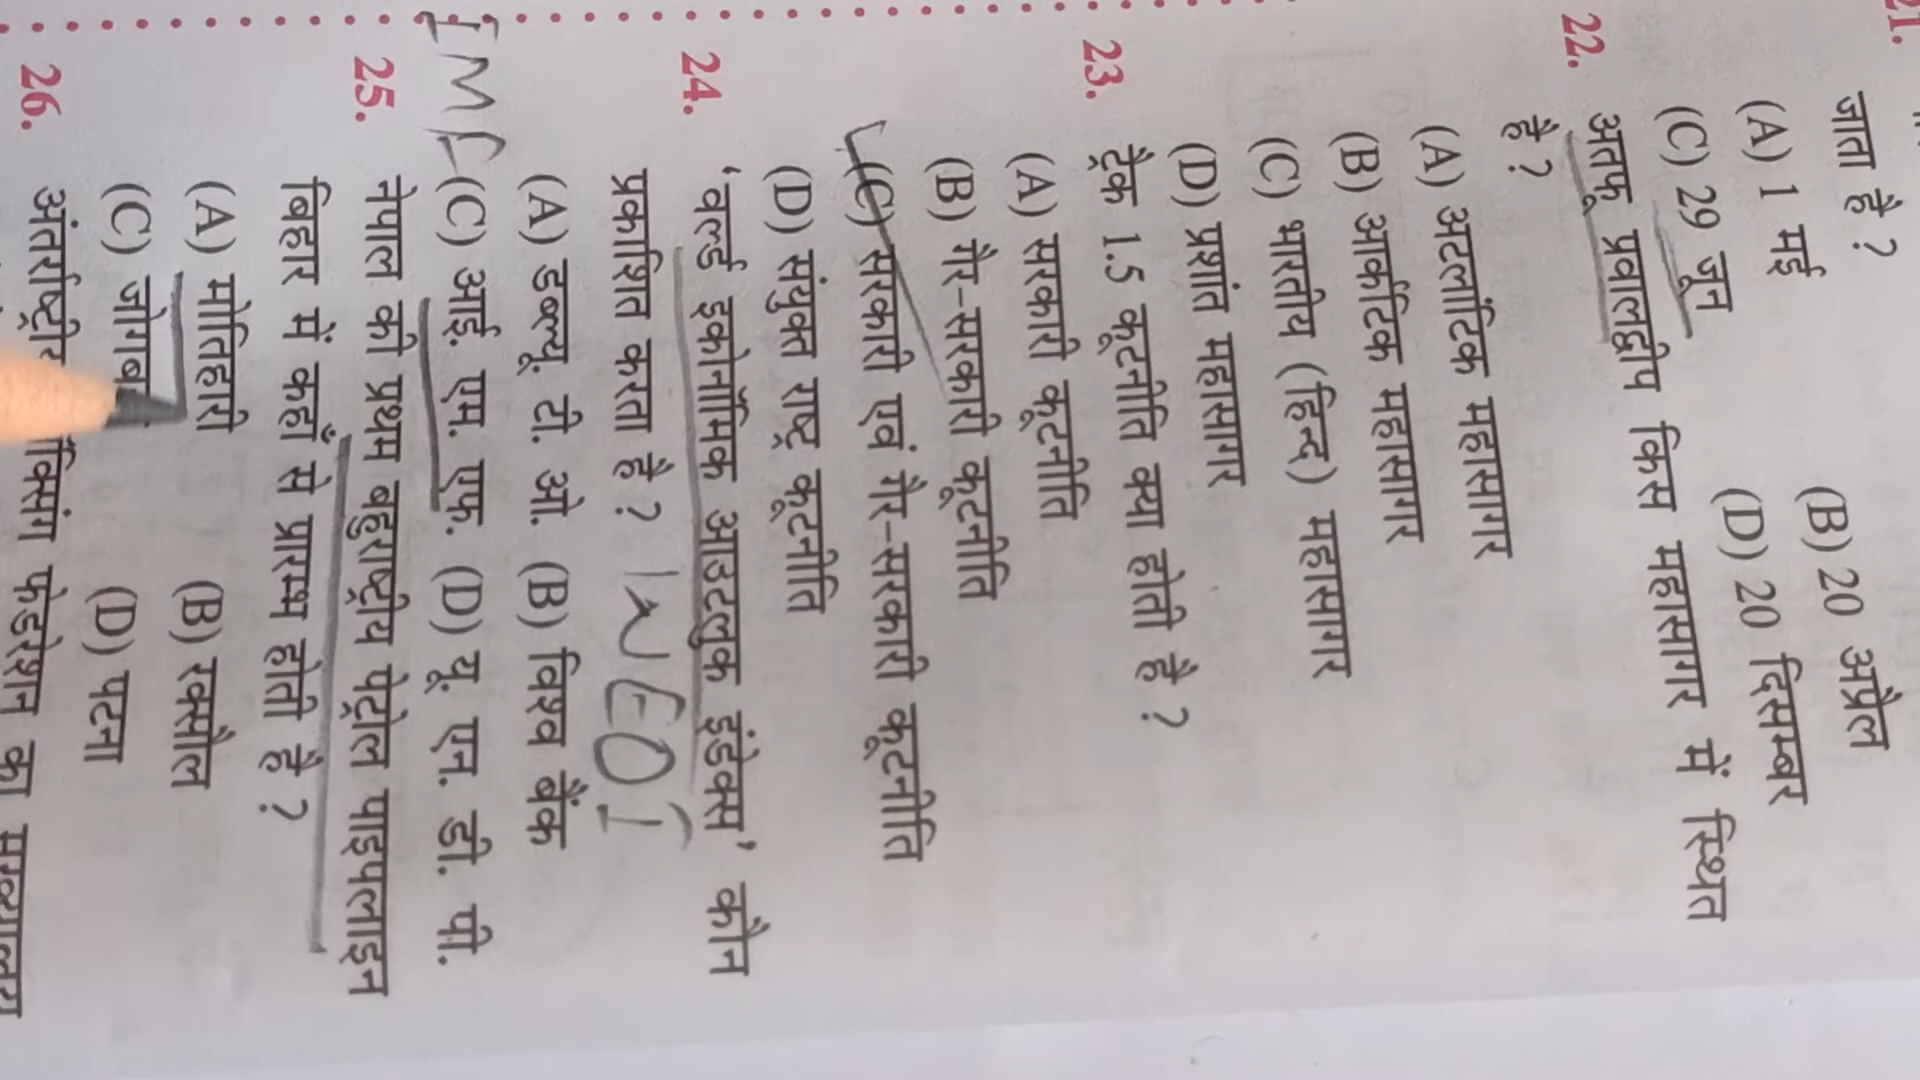 21.
जाता है ?
(A) 1 मई (B) 20 अप्रैल
(C) 29 जून (D) 20 दिसम्बर
22. अतफू प्रवालद्वीप किस महासागर में स्थित
है ?
(A) अटलांटिक महासागर
(B) आर्कटिक महासागर
(C) भारतीय (हिन्द) महासागर
(D) प्रशांत महासागर
23. ट्रैक 1.5 कूटनीति क्या होती है ?
(A) सरकारी कूटनीति
(B) गैर-सरकारी कूटनीति
(C) सरकारी एवं गैर-सरकारी कूटनीति
(D) संयुक्त राष्ट्र कूटनीति
24. 'वर्ल्ड इकोनॉमिक आउटलुक इंडेक्स' कौन
प्रकाशित करता है ? WEOI
(A) डब्ल्यू. टी. ओ. (B) विश्व बैंक
IMF (C) आई. एम. एफ. (D) यू. एन. डी. पी.
25. नेपाल की प्रथम बहुराष्ट्रीय पेट्रोल पाइपलाइन
बिहार में कहाँ से प्रारम्भ होती है ?
(A) मोतिहारी (B) रक्सौल
(C) (D) पटना
26. फेडरेशन का